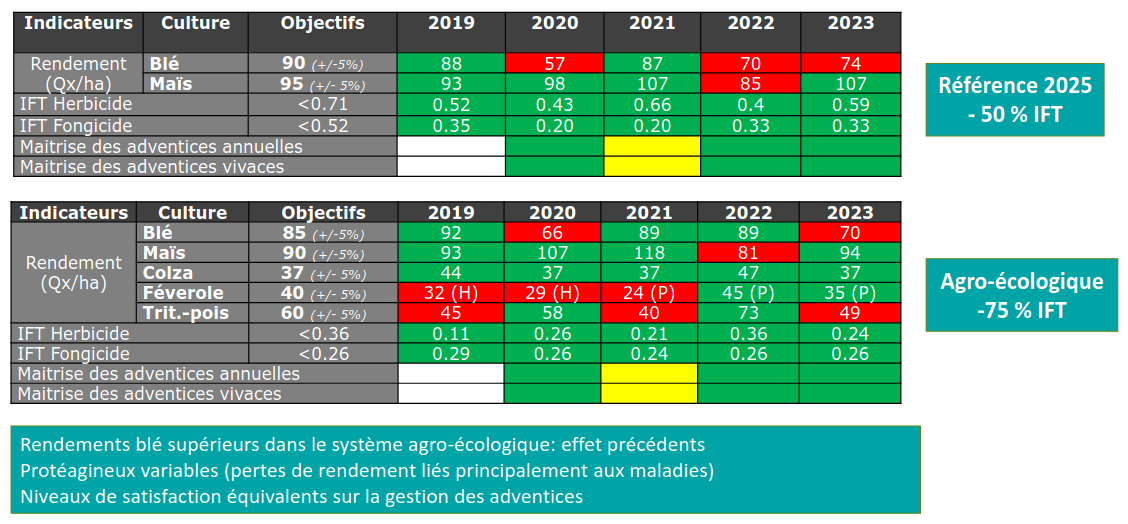 Indicateurs Culture Objectifs 2019 2020 2021 2022 2023
Rendement (Qx/ha) Blé 90 (+/-5%) 88 57 87 70 74
Maïs 95 (+/- 5%) 93 98 107 85 107
IFT Herbicide <0.71 0.52 0.43 0.66 0.4 0.59
IFT Fongicide <0.52 0.35 0.20 0.20 0.33 0.33
Maitrise des adventices annuelles
Maitrise des adventices vivaces
Référence 2025
- 50 % IFT
Indicateurs Culture Objectifs 2019 2020 2021 2022 2023
Rendement (Qx/ha) Blé 85 (+/-5%) 92 66 89 89 70
Maïs 90 (+/- 5%) 93 107 118 81 94
Colza 37 (+/- 5%) 44 37 37 47 37
Féverole 40 (+/- 5%) 32 (H) 29 (H) 24 (P) 45 (P) 35 (P)
Trit.-pois 60 (+/- 5%) 45 58 40 73 49
IFT Herbicide <0.36 0.11 0.26 0.21 0.36 0.24
IFT Fongicide <0.26 0.29 0.26 0.24 0.26 0.26
Maitrise des adventices annuelles
Maitrise des adventices vivaces
Agro-écologique
-75 % IFT
Rendements blé supérieurs dans le système agro-écologique: effet précédents
Protéagineux variables (pertes de rendement liés principalement aux maladies)
Niveaux de satisfaction équivalents sur la gestion des adventices